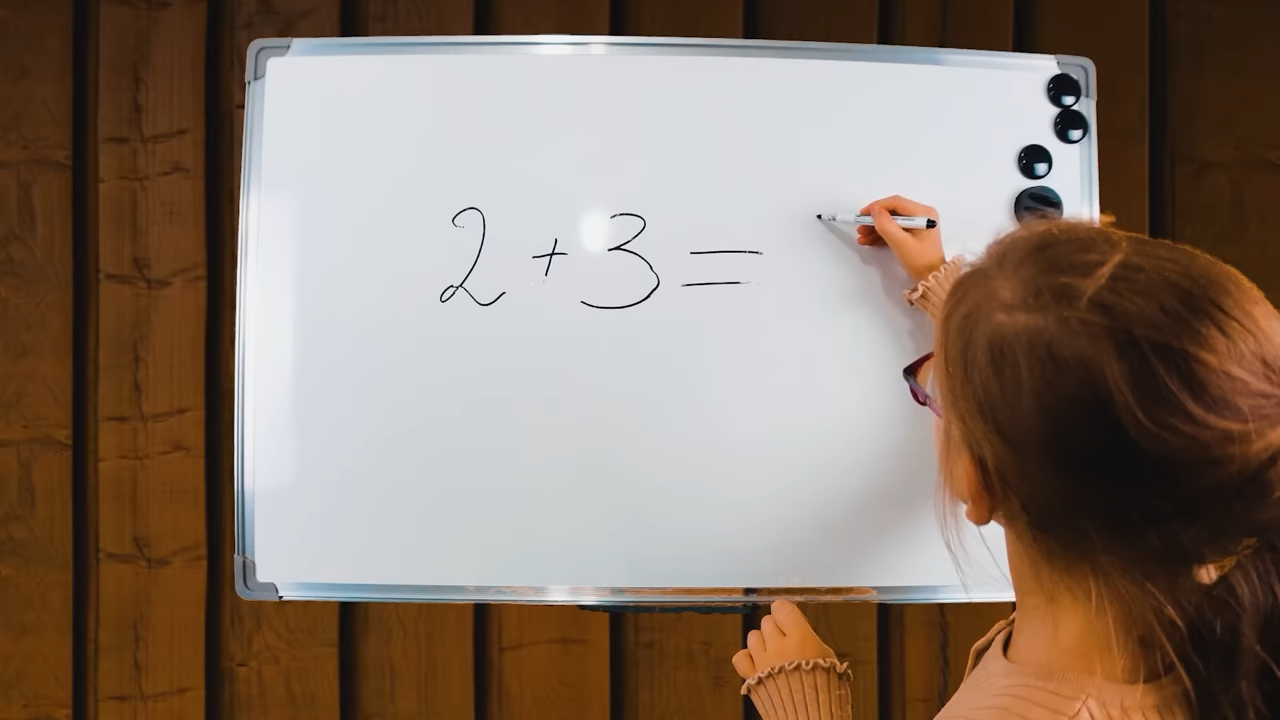 2 + 3 =